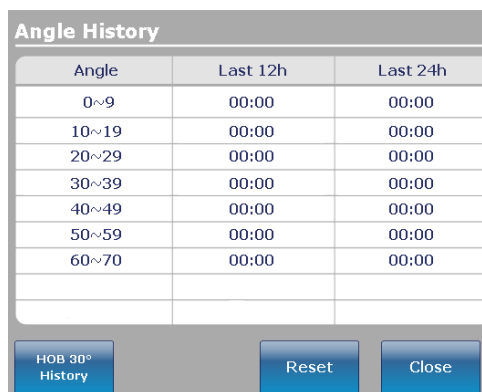 Angle History
Angle Last 12h Last 24h
0~9 00:00 00:00
10~19 00:00 00:00
20~29 00:00 00:00
30~39 00:00 00:00
40~49 00:00 00:00
50~59 00:00 00:00
60~70 00:00 00:00
HOB 30°
History
Reset
Close